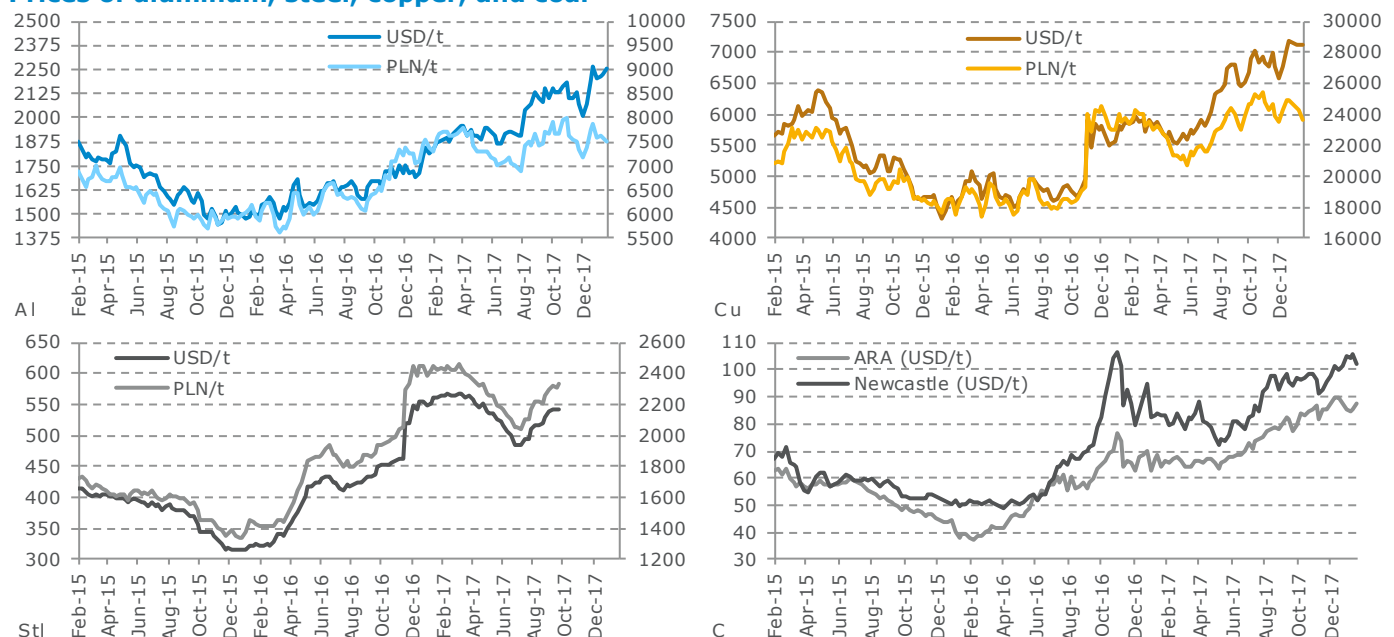 Prices of aluminum, steel, copper, and coal
2500 10000
2375 9500
2250 9000
2125 8500
2000 8000
1875 7500
1750 7000
1625 6500
1500 6000
1375 5500
USD/t
PLN/t
Feb-15 Apr-15 Jun-15 Aug-15 Oct-15 Dec-15 Feb-16 Apr-16 Jun-16 Aug-16 Oct-16 Dec-16 Feb-17 Apr-17 Jun-17 Aug-17 Oct-17 Dec-17
Al
7500 30000
7000 28000
6500 26000
6000 24000
5500 22000
5000 20000
4500 18000
4000 16000
USD/t
PLN/t
Feb-15 Apr-15 Jun-15 Aug-15 Oct-15 Dec-15 Feb-16 Apr-16 Jun-16 Aug-16 Oct-16 Dec-16 Feb-17 Apr-17 Jun-17 Aug-17 Oct-17 Dec-17
Cu
650 2600
600 2400
550 2200
500 2000
450 1800
400 1600
350 1400
300 1200
USD/t
PLN/t
Feb-15 Apr-15 Jun-15 Aug-15 Oct-15 Dec-15 Feb-16 Apr-16 Jun-16 Aug-16 Oct-16 Dec-16 Feb-17 Apr-17 Jun-17 Aug-17 Oct-17 Dec-17
Stl
110
100
90
80
70
60
50
40
30
ARA (USD/t)
Newcastle (USD/t)
Feb-15 Apr-15 Jun-15 Aug-15 Oct-15 Dec-15 Feb-16 Apr-16 Jun-16 Aug-16 Oct-16 Dec-16 Feb-17 Apr-17 Jun-17 Aug-17 Oct-17 Dec-17
C